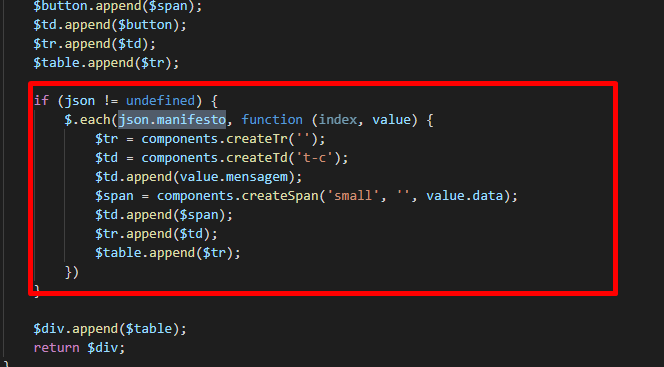 $button.append($span);
$td.append($button);
$tr.append($td);
$table.append($tr);
if (json != undefined) {
$.each(json.manifesto, function (index, value) {
$tr = components.createTr('');
$td = components.createTd('t-c');
$td.append(value.mensagem);
$span = components.createSpan('small', '', value.data);
$td.append($span);
$tr.append($td);
$table.append($tr);
})
}
$div.append($table);
return $div;
}